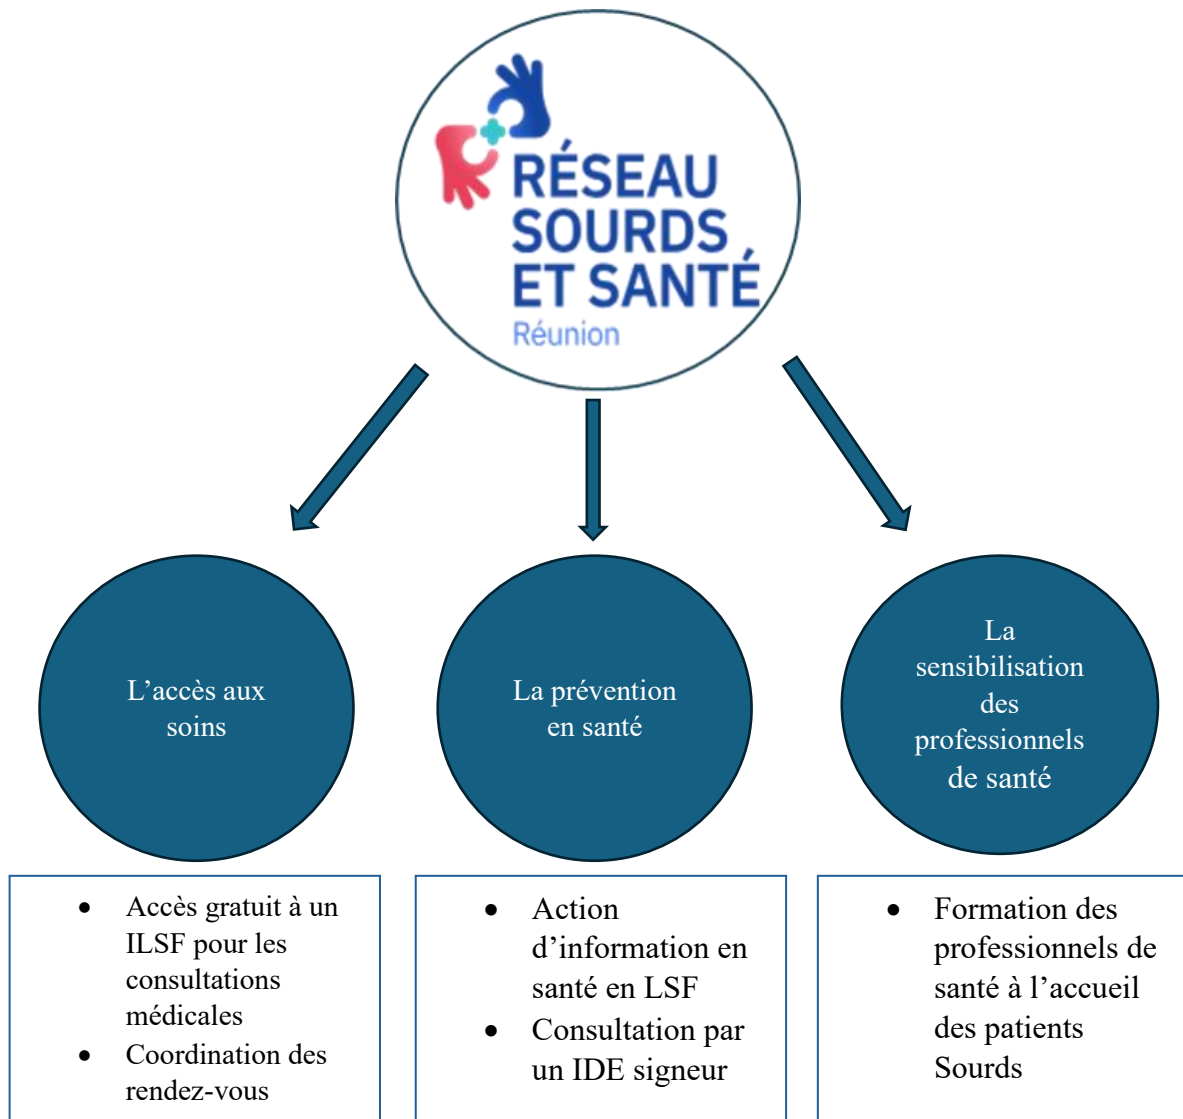 RÉSEAU
SOURDS
ET SANTÉ
Réunion
L’accès aux
soins
La prévention
en santé
La
sensibilisation
des
professionnels
de santé
• Accès gratuit à un
ILSF pour les
consultations
médicales
• Coordination des
rendez-vous
• Action
d’information en
santé en LSF
• Consultation par
un IDE signeur
• Formation des
professionnels de
santé à l’accueil
des patients
Sourds